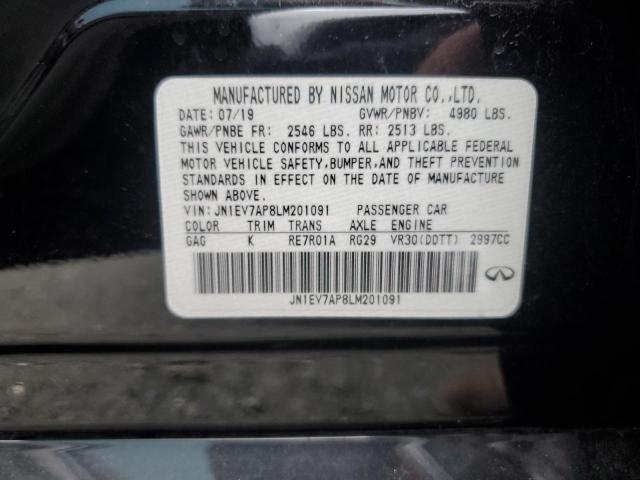 MANUFACTURED BY NISSAN MOTOR CO.,LTD.
DATE: 07/19 GVWR/PNBV: 4980 LBS.
GAWR/PNBE FR: 2546 LBS. RR: 2513 LBS.
THIS VEHICLE CONFORMS TO ALL APPLICABLE FEDERAL
MOTOR VEHICLE SAFETY,BUMPER,AND THEFT PREVENTION
STANDARDS IN EFFECT ON THE DATE OF MANUFACTURE
SHOWN ABOVE.
VIN: JN1EV7AP8LM201091 PASSENGER CAR
COLOR TRIM TRANS AXLE ENGINE
GAG K RE7R01A RG29 VR30(DDTT) 2997CC
JN1EV7AP8LM201091